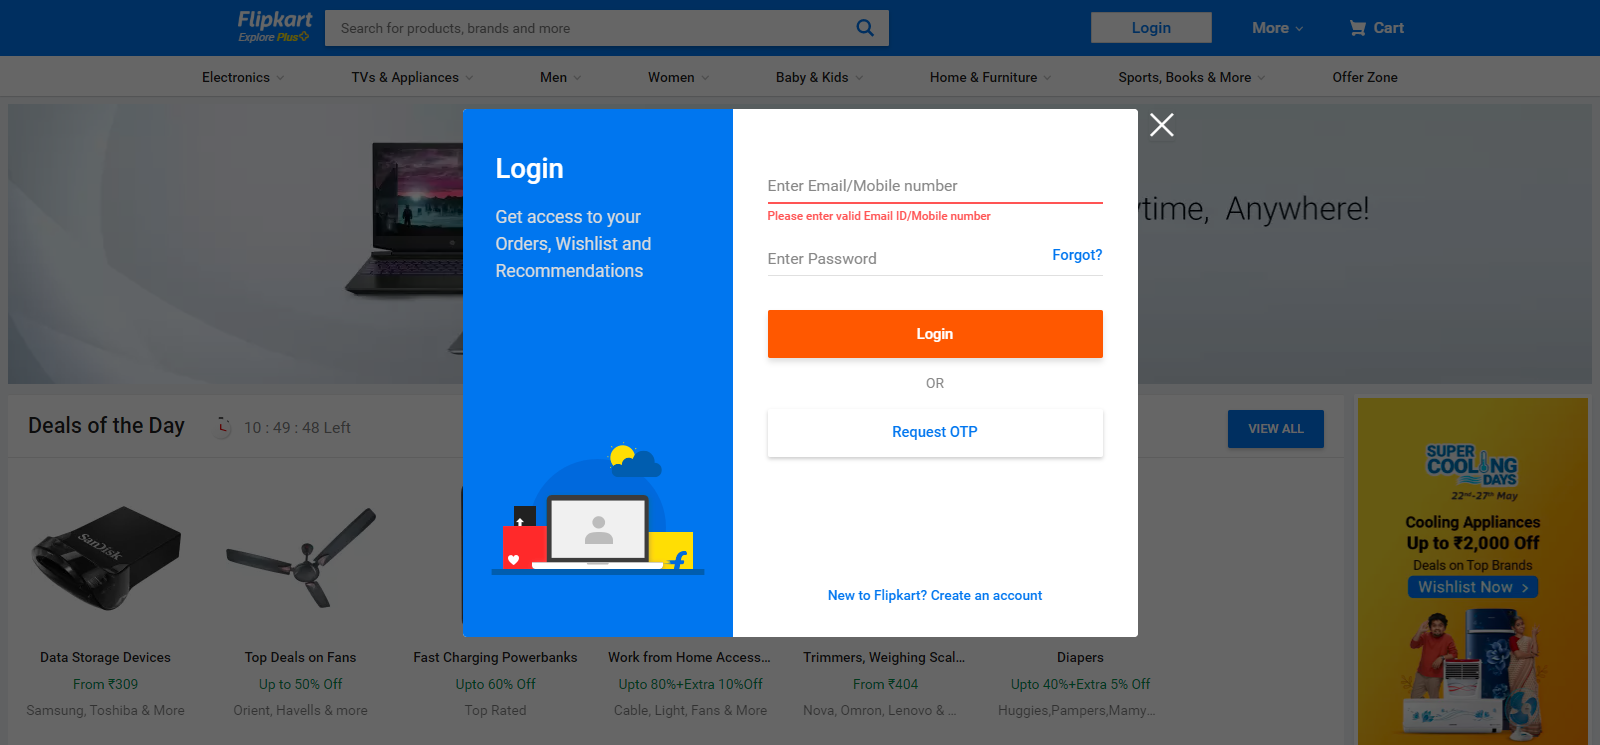 Flipkart
Explore Plus
Search for products, brands and more
Login
More
Cart
Electronics
TVs & Appliances
Men
Women
Baby & Kids
Home & Furniture
Sports, Books & More
Offer Zone
Anywhere!
Login
Get access to your
Orders, Wishlist and
Recommendations
Enter Email/Mobile number
Please enter valid Email ID/Mobile number
Enter Password
Forgot?
Login
OR
Request OTP
New to Flipkart? Create an account
Deals of the Day
10 : 49 : 48 Left
VIEW ALL
SanDisk
Data Storage Devices
From ₹309
Samsung, Toshiba & More
Top Deals on Fans
Up to 50% Off
Orient, Havells & more
Fast Charging Powerbanks
Upto 60% Off
Top Rated
Work from Home Access...
Upto 80%+Extra 10%Off
Cable, Light, Fans & More
Trimmers, Weighing Scal...
From ₹404
Nova, Omron, Lenovo & ...
Diapers
Upto 40%+Extra 5% Off
Huggies,Pampers,Mamy...
SUPER
COOLING
DAYS
22nd-27th May
Cooling Appliances
Up to ₹2,000 Off
Deals on Top Brands
Wishlist Now